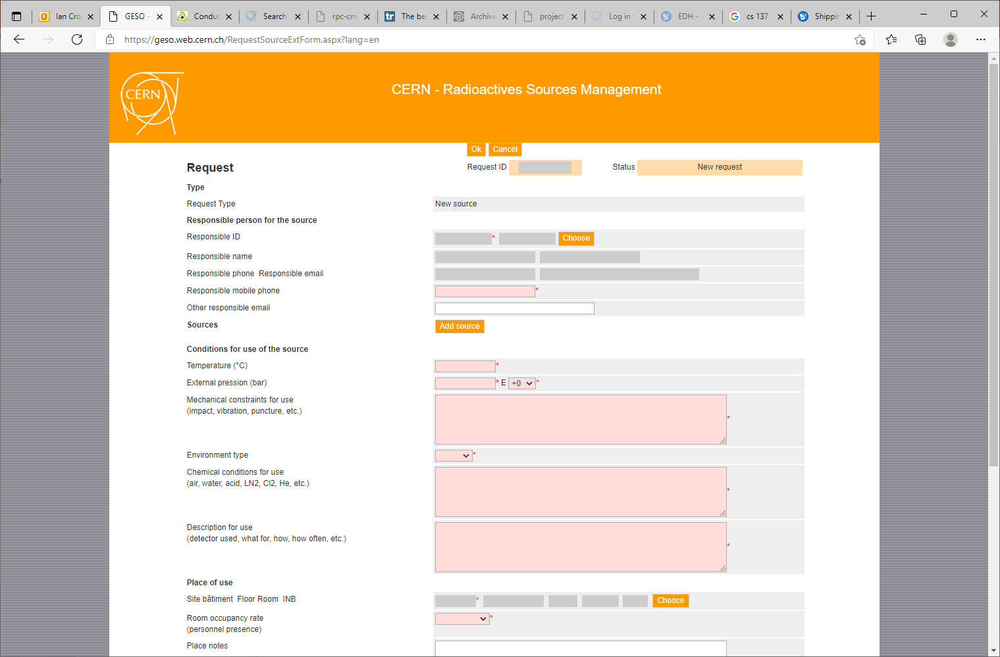 Ian Cro
GESO -
Conduc
Search
rpc-cm
The bes
Archive
project
Log in t
EDH -
cs 137
Shippin
https://geso.web.cern.ch/RequestSourceExtForm.aspx?lang=en
CERN
CERN - Radioactives Sources Management
Ok Cancel
Request
Request ID
Status New request
Type
Request Type New source
Responsible person for the source
Responsible ID * Choose
Responsible name
Responsible phone Responsible email
Responsible mobile phone *
Other responsible email
Sources Add source
Conditions for use of the source
Temperature (°C) *
External pression (bar) * E +0 *
Mechanical constraints for use
(impact, vibration, puncture, etc.) *
Environment type *
Chemical conditions for use
(air, water, acid, LN2, Cl2, He, etc.) *
Description for use
(detector used, what for, how, how often, etc.) *
Place of use
Site bâtiment Floor Room INB * Choose
Room occupancy rate *
(personnel presence)
Place notes